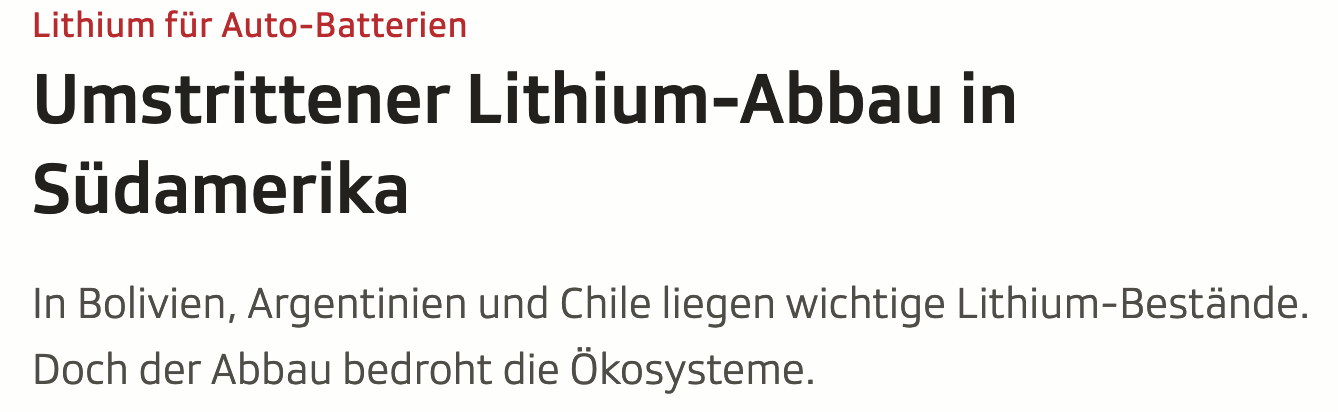 Lithium für Auto-Batterien
Umstrittener Lithium-Abbau in
Südamerika
In Bolivien, Argentinien und Chile liegen wichtige Lithium-Bestände.
Doch der Abbau bedroht die Ökosysteme.